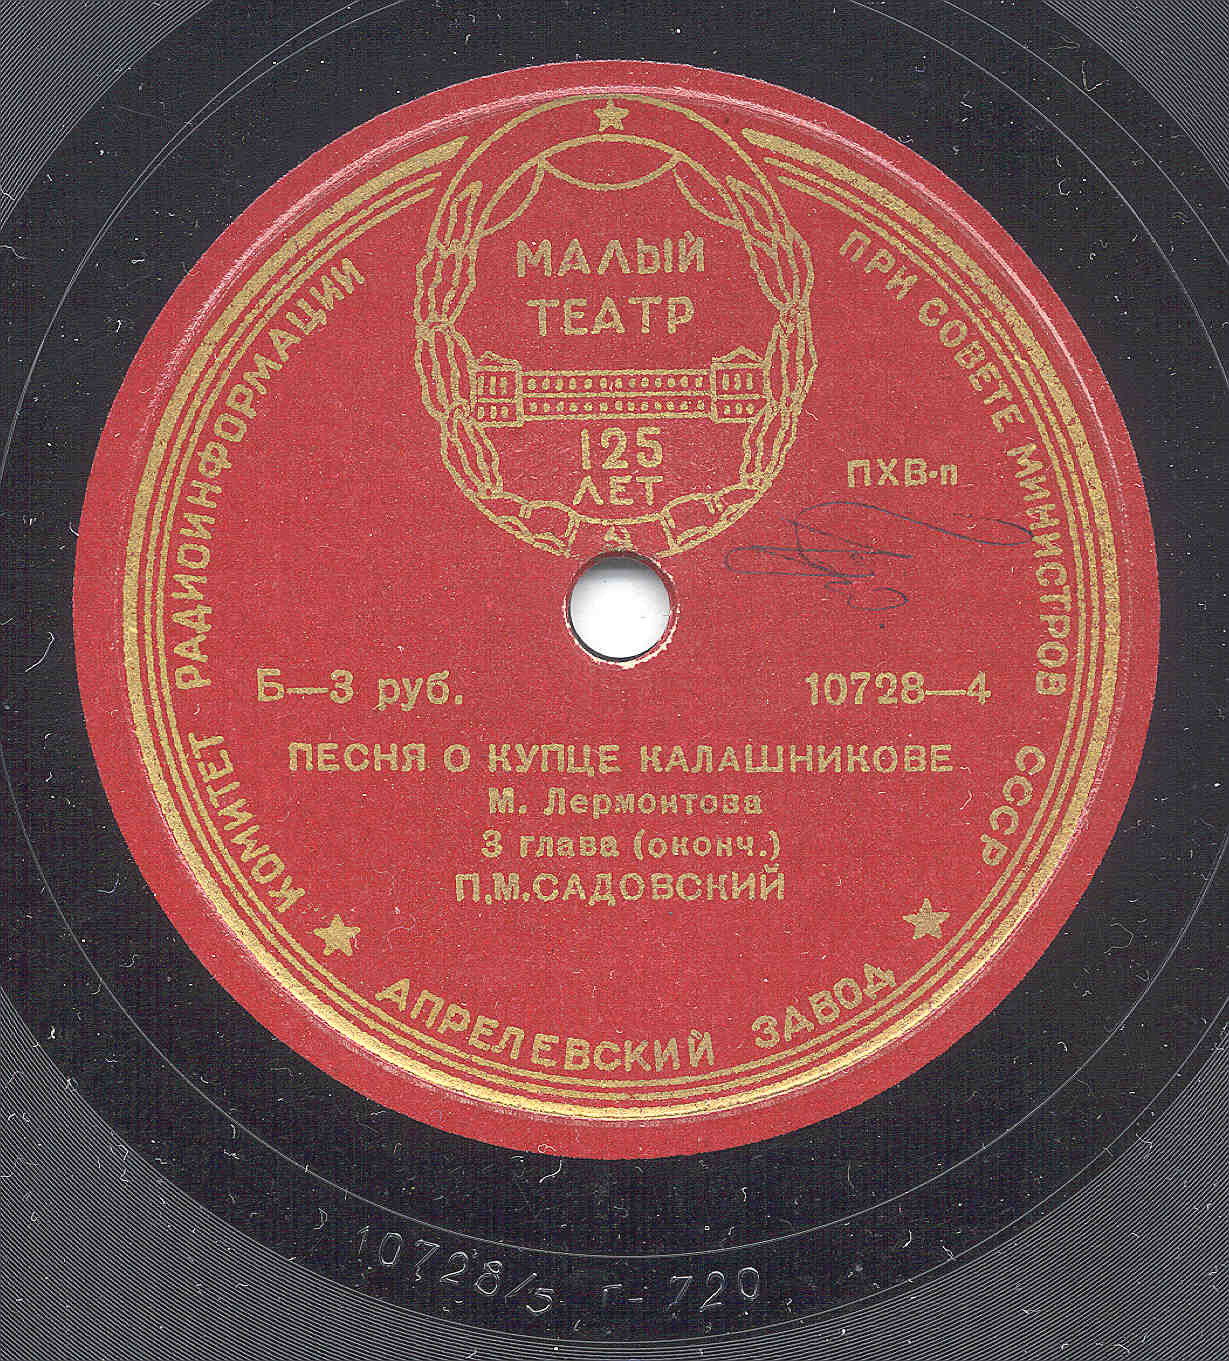 МАЛЫЙ
ТЕАТР
125
ЛЕТ
КОМИТЕТ РАДИОИНФОРМАЦИИ ПРИ СОВЕТЕ МИНИСТРОВ СССР
ПХВ-п
Б—3 руб.
10728—4
ПЕСНЯ О КУПЦЕ КАЛАШНИКОВЕ
М. Лермонтова
3 глава (оконч.)
П.М.САДОВСКИЙ
АПРЕЛЕВСКИЙ ЗАВОД
10728/5 г-720